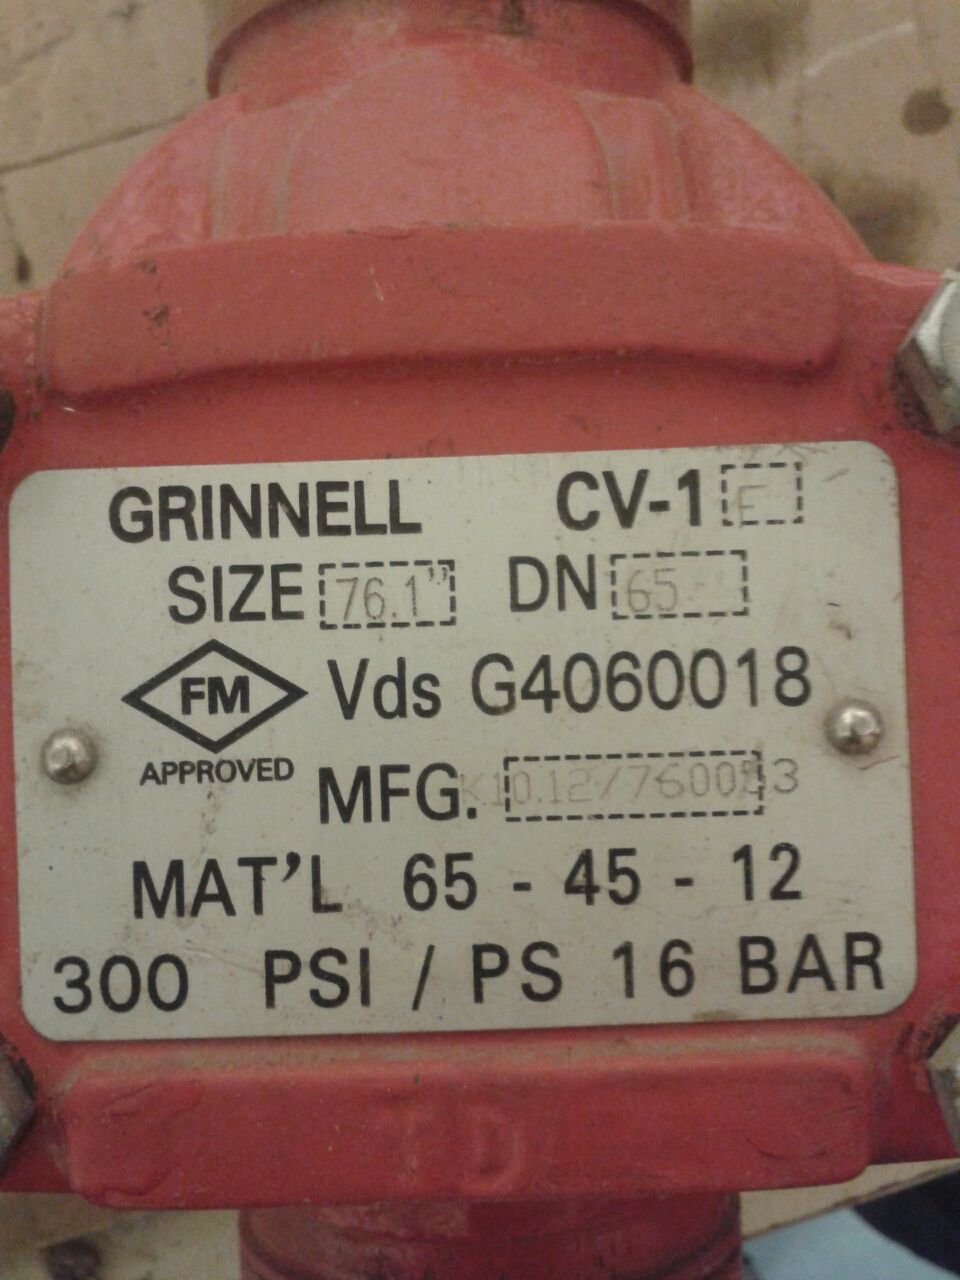 GRINNELL CV-1 F
SIZE 76.1" DN 65
FM Vds G4060018
APPROVED
MFG.
MAT'L 65 - 45 - 12
300 PSI / PS 16 BAR
TD